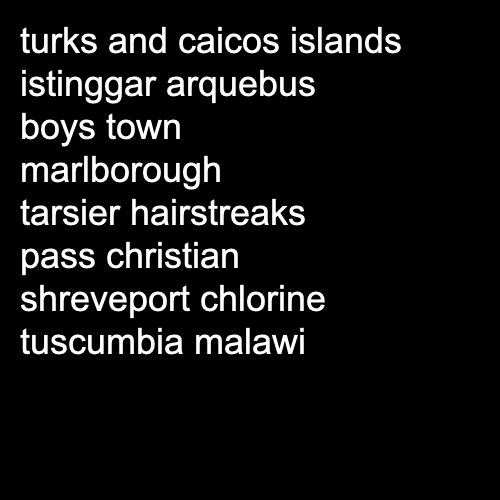 turks and caicos islands
istinggar arquebus
boys town
marlborough
tarsier hairstreaks
pass christian
shreveport chlorine
tuscumbia malawi